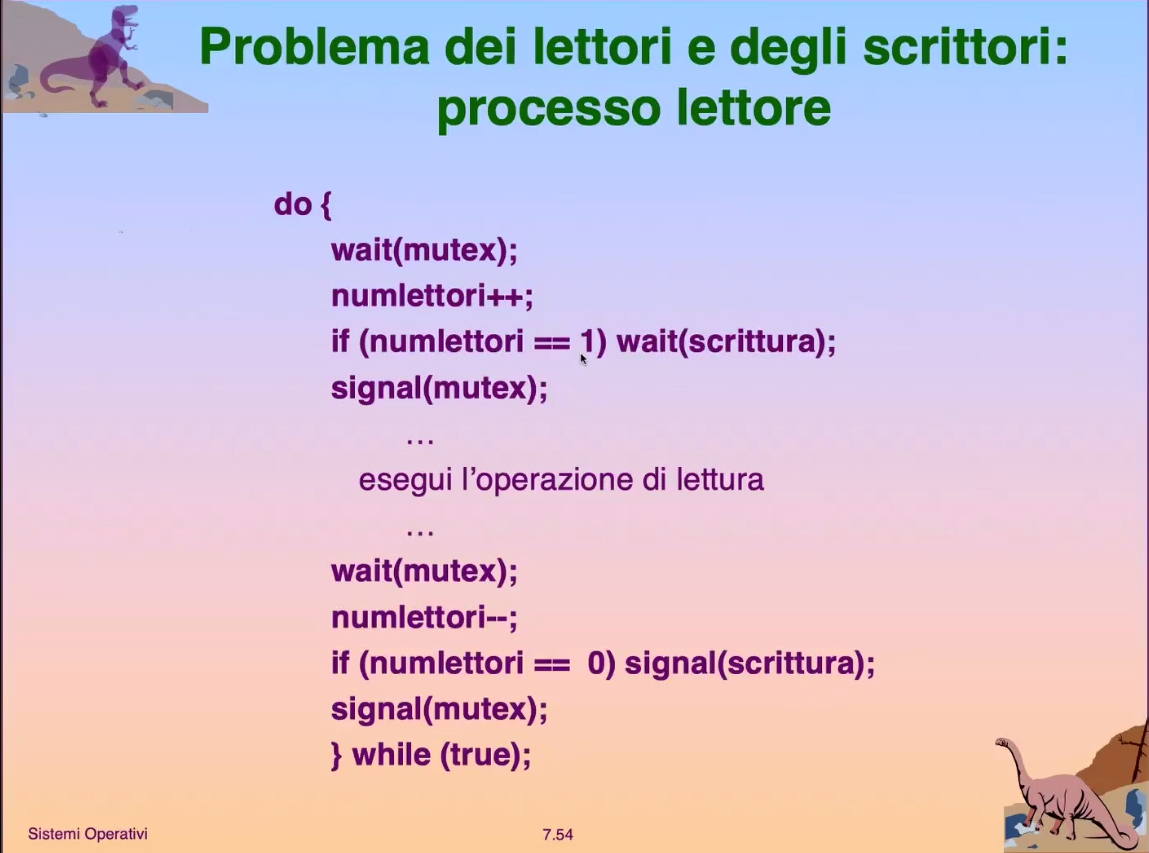 Problema dei lettori e degli scrittori:
processo lettore
do {
wait(mutex);
numlettori++;
if (numlettori == 1) wait(scrittura);
signal(mutex);
…
esegui l’operazione di lettura
…
wait(mutex);
numlettori--;
if (numlettori ==  0) signal(scrittura);
signal(mutex);
} while (true);
Sistemi Operativi
7.54